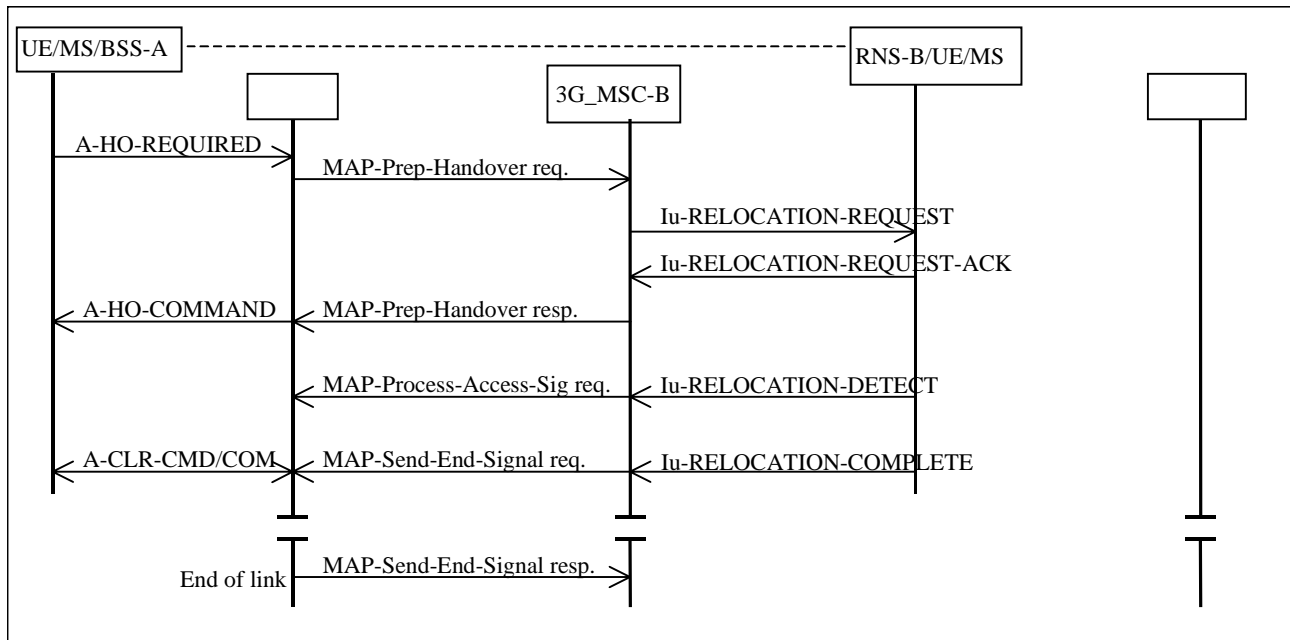 UE/MS/BSS-A
RNS-B/UE/MS
3G_MSC-B
A-HO-REQUIRED
MAP-Prep-Handover req.
Iu-RELOCATION-REQUEST
Iu-RELOCATION-REQUEST-ACK
A-HO-COMMAND
MAP-Prep-Handover resp.
MAP-Process-Access-Sig req.
Iu-RELOCATION-DETECT
A-CLR-CMD/COM
MAP-Send-End-Signal req.
Iu-RELOCATION-COMPLETE
End of link
MAP-Send-End-Signal resp.